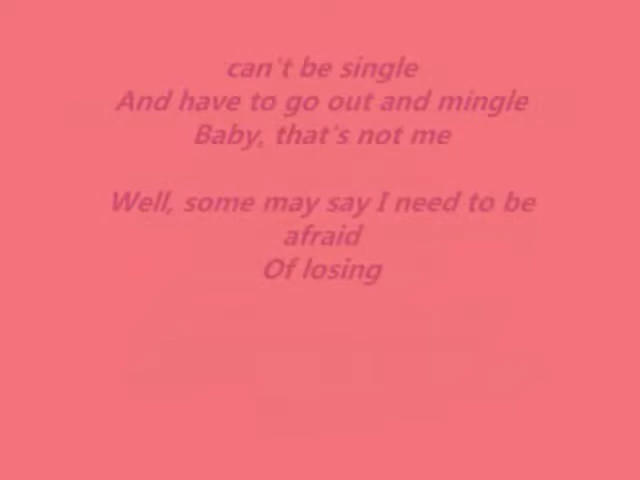 can't be single
And have to go out and mingle
Baby, that's not me
Well, some may say I need to be
afraid
Of losing